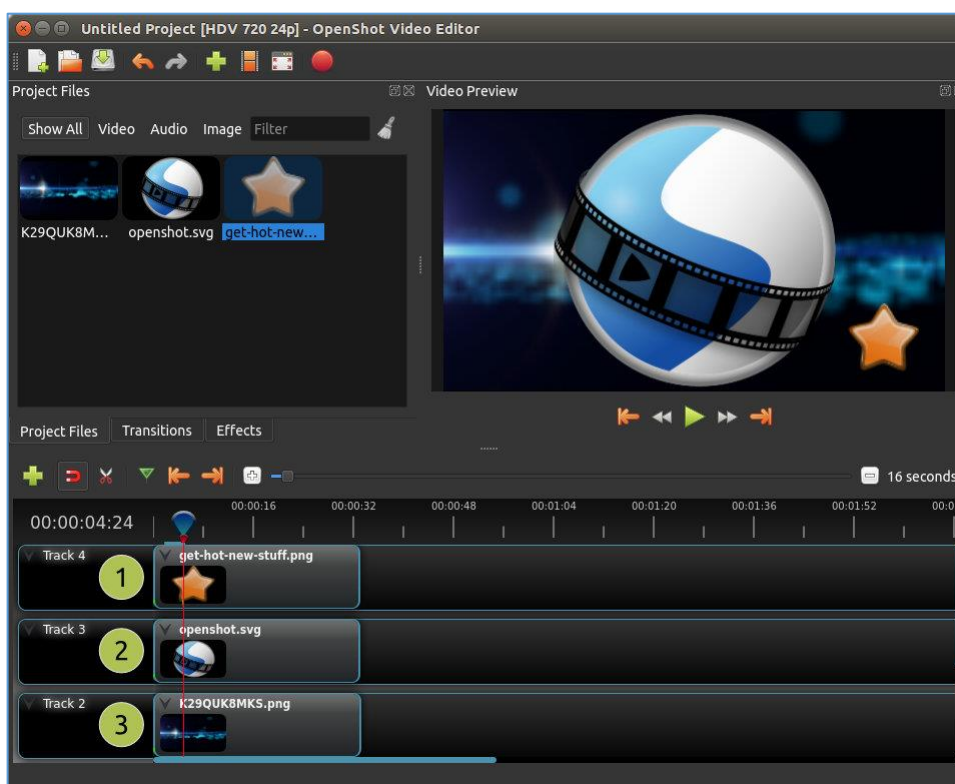 Untitled Project [HDV 720 24p] - OpenShot Video Editor
Project Files
Video Preview
Show All Video Audio Image Filter
K29QUK8M... openshot.svg get-hot-new...
Project Files Transitions Effects
16 seconds
00:00:04:24
00:00:16 00:00:32 00:00:48 00:01:04 00:01:20 00:01:36 00:01:52 00:0
Track 4 1 get-hot-new-stuff.png
Track 3 2 openshot.svg
Track 2 3 K29QUK8MKS.png